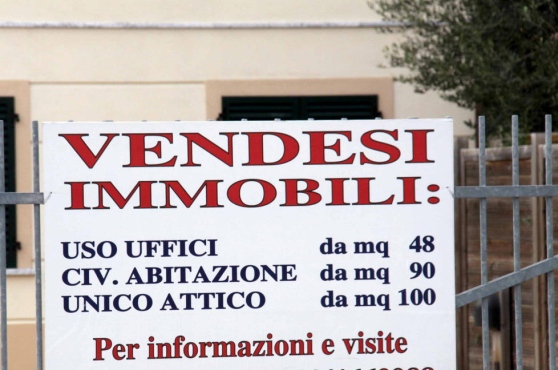 VENDESI
IMMOBILI:
USO UFFICI da mq 48
CIV. ABITAZIONE da mq 90
UNICO ATTICO da mq 100
Per informazioni e visite